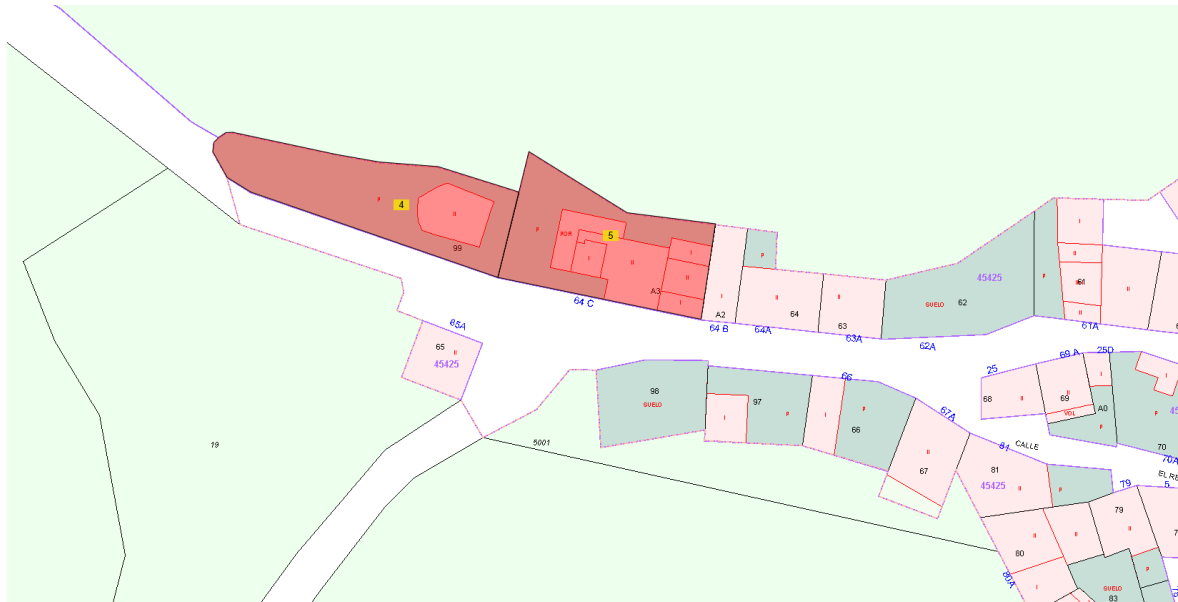 P
4
II
99
P
POR
5
I
II
I
II
I
A3
64 C
I
A2
64 B
P
II
64
64A
II
63
63A
SUELO
62
45425
62A
P
I
II
61
II
II
61A
65A
65
II
45425
98
SUELO
97
P
I
66
I
P
66
67A
II
67
25
68
II
69 A
II
69
VOL
25D
I
A0
P
I
P
70
70A
CALLE
81
81
45425
II
P
79
5
79
II
II
II
80
80A
I
P
SUELO
83
19
5001